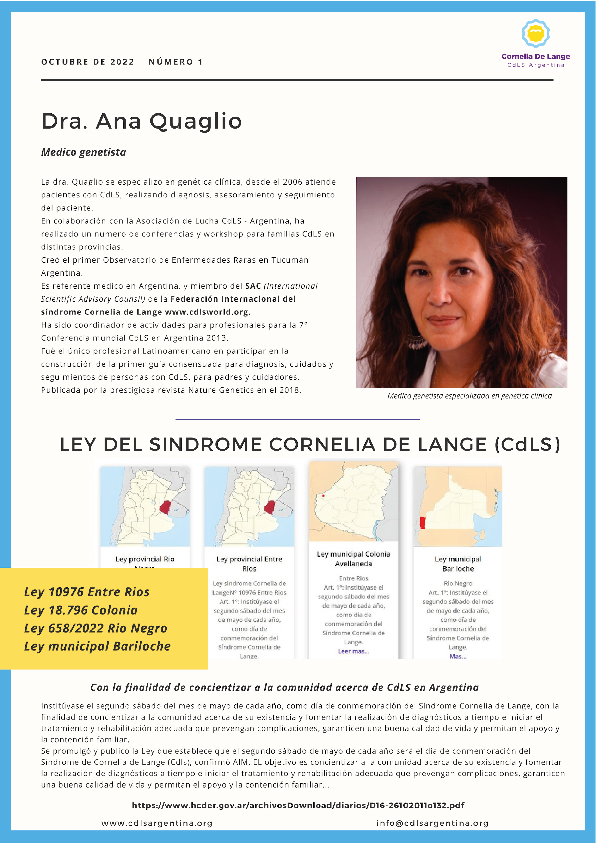 OCTUBRE DE 2022 NÚMERO 1
Cornelia De Lange
CdLS Argentina
Dra. Ana Quaglio
Medico genetista
La dra. Quaglio se especializo en genética clínica, desde el 2006 atiende
pacientes con CdLS, realizando diagnosis, asesoramiento y seguimiento
del paciente.
En colaboración con la Asociación de Lucha CdLS - Argentina, ha
realizado un numero de conferencias y workshop para familias CdLS en
distintas provincias.
Creó el primer Observatorio de Enfermedades Raras en Tucuman
Argentina.
Es referente medico en Argentina, y miembro del SAC (International
Scientific Advisory Counsil) de la Federación Internacional del
sindrome Cornelia de Lange www.cdlsworld.org.
Ha sido coordinador de actividades para profesionales para la 7°
Conferencia mundial CdLS en Argentina 2013.
Fuè el único profesional Latinoamericano en participar en la
construcción de la primer guía consensuada para diagnosis, cuidados y
seguimientos de personas con CdLS, para padres y cuidadores.
Publicada por la prestigiosa revista Nature Genetics en el 2018.
Medico genetista especializada en genetica clinica
LEY DEL SINDROME CORNELIA DE LANGE (CdLS)
Ley provincial Rio
Ley provincial Entre
Rios
Ley sindrome Cornelia de
LangeNº 10976 Entre Rios
Art. 1º: Institúyase el
segundo sábado del mes
de mayo de cada año,
como día de
conmemoración del
Síndrome Cornelia de
Lange.
Ley municipal Colonia
Avellaneda
Entre Rios
Art. 1º: Institúyase el
segundo sábado del mes
de mayo de cada año,
como día de
conmemoración del
Síndrome Cornelia de
Lange.
Leer mas...
Ley municipal
Bariloche
Rio Negro
Art. 1º: Institúyase el
segundo sábado del mes
de mayo de cada año,
como día de
conmemoración del
Síndrome Cornelia de
Lange.
Mas...
Ley 10976 Entre Rios
Ley 18.796 Colonia
Ley 658/2022 Rio Negro
Ley municipal Bariloche
Con la finalidad de concientizar a la comunidad acerca de CdLS en Argentina
Institúyase el segundo sábado del mes de mayo de cada año, como día de conmemoración del Síndrome Cornelia de Lange, con la
finalidad de concientizar a la comunidad acerca de su existencia y fomentar la realización de diagnósticos a tiempo e iniciar el
tratamiento y rehabilitación adecuada que prevengan complicaciones, garanticen una buena calidad de vida y permitan el apoyo y
la contención familiar.
Se promulgó y publico la Ley que establece que el segundo sábado de mayo de cada año será el día de conmemoración del
Síndrome de Cornelia de Lange (Cdls), confirmó AIM. EL objetivo es concientizar a la comunidad acerca de su existencia y fomentar
la realización de diagnósticos a tiempo e iniciar el tratamiento y rehabilitación adecuada que prevengan complicaciones, garanticen
una buena calidad de vida y permitan el apoyo y la contención familiar...
https://www.hcder.gov.ar/archivosDownload/diarios/D16-26102011a132.pdf
www.cdlsargentina.org
info@cdlsargentina.org